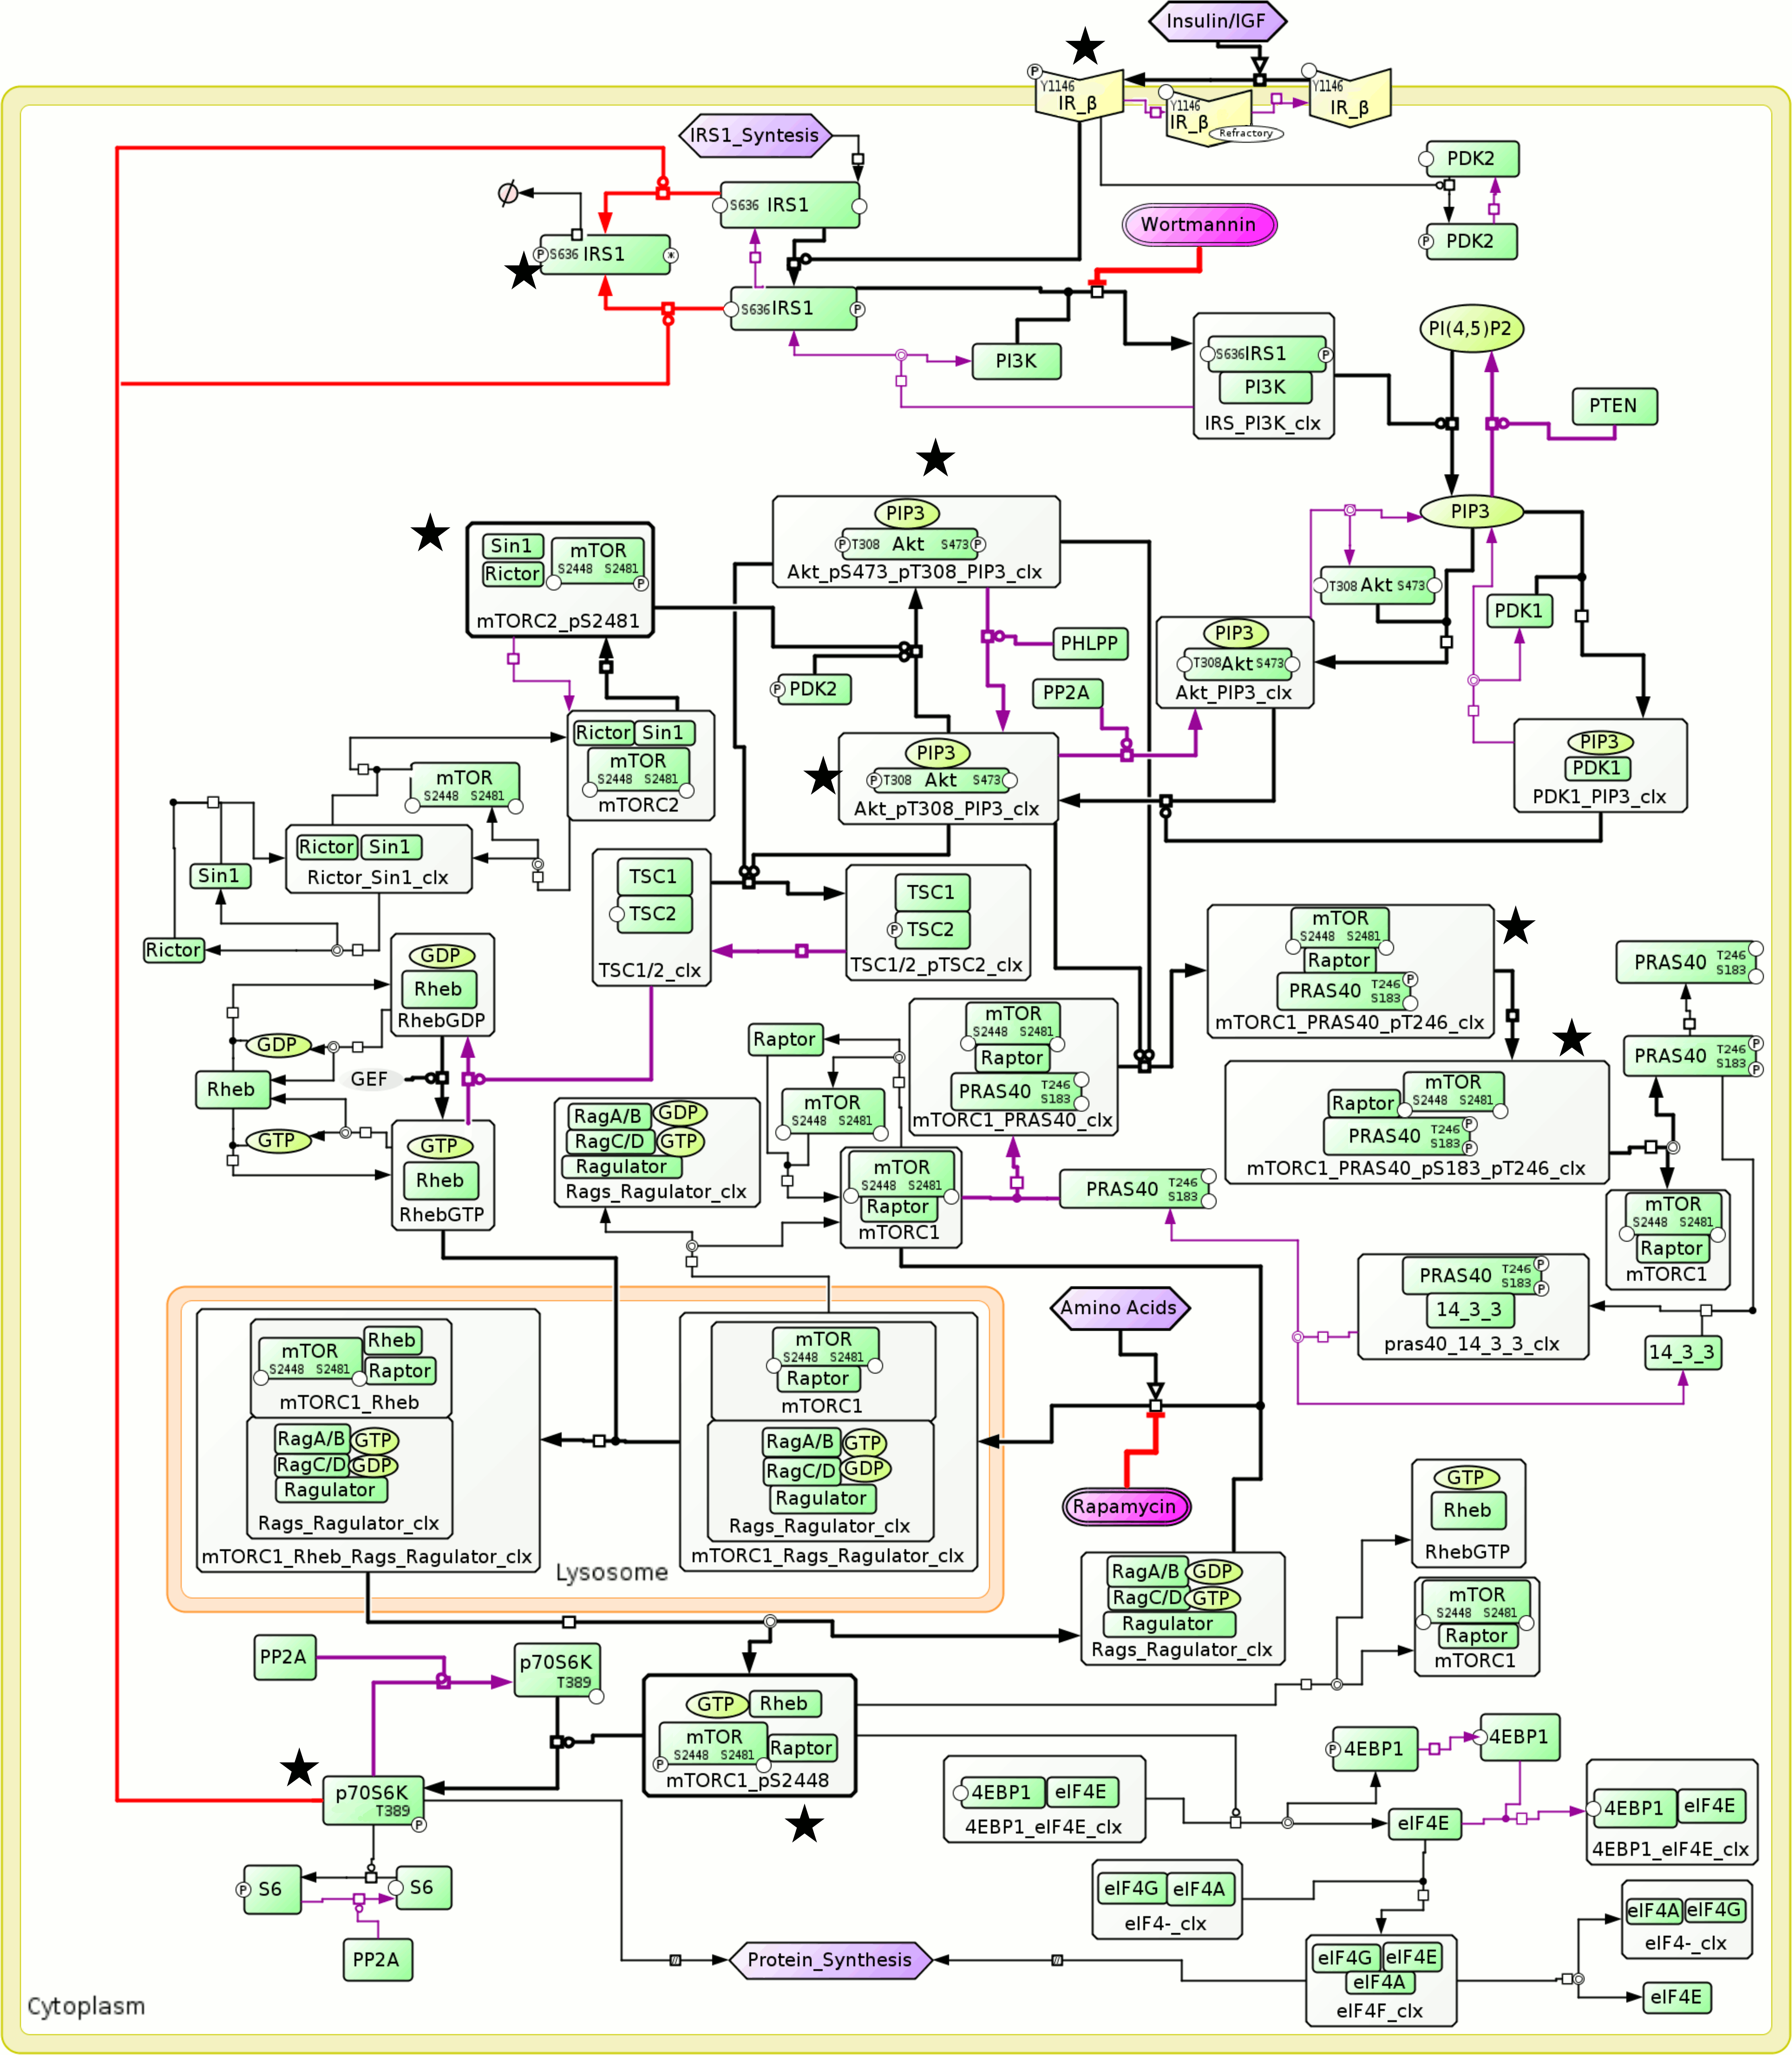 Insulin/IGF
P
Y1146
IR_β
Y1146
IR_β
Refractory
Y1146
IR_β
IRS1_Syntesis
PDK2
S636 IRS1
Wortmannin
P
PDK2
P
S636 IRS1
*
S636 IRS1
P
PI(4,5)P2
PI3K
S636 IRS1
P
PI3K
IRS_PI3K_clx
PTEN
PIP3
P
T308 Akt S473
P
Akt_pS473_pT308_PIP3_clx
PIP3
Sin1
Rictor
mTOR
S2448 S2481
P
mTORC2_pS2481
T308 Akt S473
PDK1
PHLPP
PIP3
T308 Akt S473
Akt_PIP3_clx
P
PDK2
PP2A
Rictor
Sin1
mTOR
S2448 S2481
mTORC2
PIP3
P
T308 Akt S473
Akt_pT308_PIP3_clx
PIP3
PDK1
PDK1_PIP3_clx
mTOR
S2448 S2481
Rictor
Sin1
Rictor_Sin1_clx
Sin1
Rictor
TSC1
TSC2
TSC1/2_clx
TSC1
P
TSC2
TSC1/2_pTSC2_clx
mTOR
S2448 S2481
Raptor
PRAS40 T246
S183
P
mTORC1_PRAS40_pT246_clx
PRAS40 T246
S183
GDP
Rheb
RhebGDP
GDP
GEF
Rheb
GTP
GTP
Rheb
RhebGTP
Raptor
mTOR
S2448 S2481
mTOR
S2448 S2481
Raptor
PRAS40 T246
S183
mTORC1_PRAS40_clx
PRAS40 T246
S183
P
P
mTOR
S2448 S2481
Raptor
PRAS40 T246
S183
P
P
mTORC1_PRAS40_pS183_pT246_clx
RagA/B
GDP
RagC/D
GTP
Ragulator
Rags_Ragulator_clx
mTOR
S2448 S2481
Raptor
mTORC1
PRAS40 T246
S183
mTOR
S2448 S2481
Raptor
mTORC1
PRAS40 T246
S183
P
P
14_3_3
pras40_14_3_3_clx
14_3_3
Amino Acids
mTOR
S2448 S2481
Rheb
Raptor
mTORC1_Rheb
RagA/B
GTP
RagC/D
GDP
Ragulator
Rags_Ragulator_clx
mTORC1_Rheb_Rags_Ragulator_clx
mTOR
S2448 S2481
Raptor
mTORC1
RagA/B
GTP
RagC/D
GDP
Ragulator
Rags_Ragulator_clx
mTORC1_Rags_Ragulator_clx
Lysosome
Rapamycin
GTP
Rheb
RhebGTP
RagA/B
GDP
RagC/D
GTP
Ragulator
Rags_Ragulator_clx
mTOR
S2448 S2481
Raptor
mTORC1
PP2A
p70S6K
T389
GTP
Rheb
mTOR
S2448 S2481
P
Raptor
mTORC1_pS2448
p70S6K
T389
P
P
4EBP1
4EBP1
4EBP1
eIF4E
4EBP1_eIF4E_clx
eIF4E
4EBP1
eIF4E
4EBP1_eIF4E_clx
P
S6
S6
PP2A
eIF4G
eIF4A
eIF4-_clx
eIF4A
eIF4G
eIF4-_clx
Protein_Synthesis
eIF4G
eIF4E
eIF4A
eIF4F_clx
eIF4E
Cytoplasm